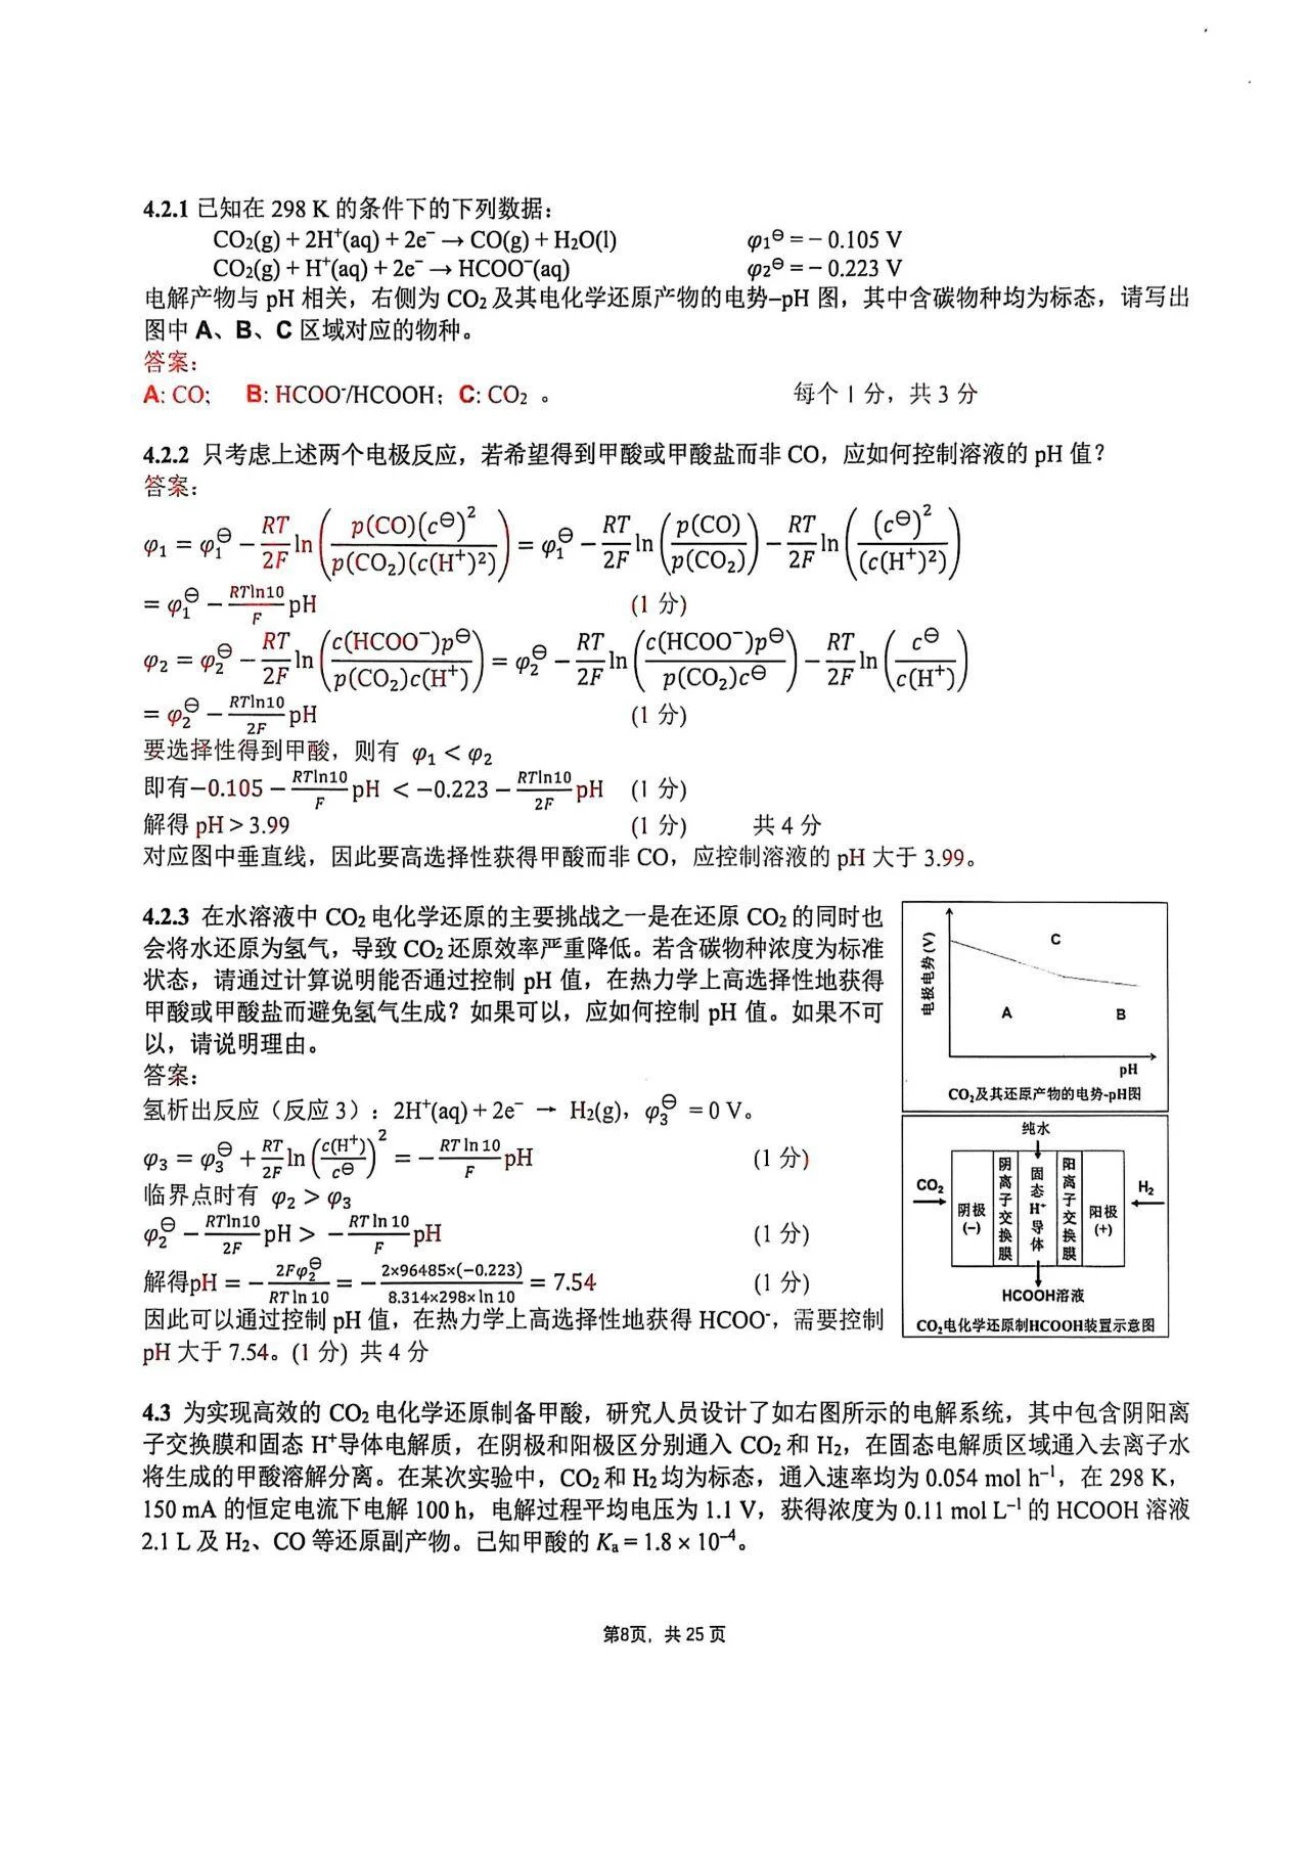 4.2.1 已知在 298 K 的条件下的下列数据：
CO₂(g) + 2H⁺(aq) + 2e⁻ → CO(g) + H₂O(l) φ₁⊖ = − 0.105 V
CO₂(g) + H⁺(aq) + 2e⁻ → HCOO⁻(aq) φ₂⊖ = − 0.223 V
电解产物与 pH 相关，右侧为 CO₂ 及其电化学还原产物的电势–pH 图，其中含碳物种均为标态，请写出
图中 A、B、C 区域对应的物种。
答案：
A: CO; B: HCOO⁻/HCOOH；C: CO₂ 。 每个 1 分，共 3 分
4.2.2 只考虑上述两个电极反应，若希望得到甲酸或甲酸盐而非 CO，应如何控制溶液的 pH 值？
答案：
φ₁ = φ₁⊖ − RT/2F ln( p(CO)(c⊖)² / p(CO₂)(c(H⁺)²) ) = φ₁⊖ − RT/2F ln( p(CO) / p(CO₂) ) − RT/2F ln( (c⊖)² / (c(H⁺)²) )
= φ₁⊖ − RTln10/F pH (1 分)
φ₂ = φ₂⊖ − RT/2F ln( c(HCOO⁻)p⊖ / p(CO₂)c(H⁺) ) = φ₂⊖ − RT/2F ln( c(HCOO⁻)p⊖ / p(CO₂)c⊖ ) − RT/2F ln( c⊖ / c(H⁺) )
= φ₂⊖ − RTln10/2F pH (1 分)
要选择性得到甲酸，则有 φ₁ < φ₂
即有−0.105 − RTln10/F pH < −0.223 − RTln10/2F pH (1 分)
解得 pH > 3.99 (1 分) 共 4 分
对应图中垂直线，因此要高选择性获得甲酸而非 CO，应控制溶液的 pH 大于 3.99。
4.2.3 在水溶液中 CO₂ 电化学还原的主要挑战之一是在还原 CO₂ 的同时也
会将水还原为氢气，导致 CO₂ 还原效率严重降低。若含碳物种浓度为标准
状态，请通过计算说明能否通过控制 pH 值，在热力学上高选择性地获得
甲酸或甲酸盐而避免氢气生成？如果可以，应如何控制 pH 值。如果不可
以，请说明理由。
答案：
氢析出反应（反应 3）：2H⁺(aq) + 2e⁻ → H₂(g)，φ₃⊖ = 0 V。
φ₃ = φ₃⊖ + RT/2F ln( c(H⁺)/c⊖ )² = − RT ln 10/F pH (1 分)
临界点时有 φ₂ > φ₃
φ₂⊖ − RTln10/2F pH > − RT ln 10/F pH (1 分)
解得pH = − 2Fφ₂⊖/RT ln 10 = − 2×96485×(−0.223)/8.314×298×ln 10 = 7.54 (1 分)
因此可以通过控制 pH 值，在热力学上高选择性地获得 HCOO⁻，需要控制
pH 大于 7.54。(1 分) 共 4 分
电极电势 (V)
C
A
B
pH
CO₂及其还原产物的电势-pH图
纯水
CO₂
阴极
(−)
阴离子交换膜
固态H⁺导体
阳离子交换膜
阳极
(+)
H₂
HCOOH溶液
CO₂电化学还原制HCOOH装置示意图
4.3 为实现高效的 CO₂ 电化学还原制备甲酸，研究人员设计了如右图所示的电解系统，其中包含阴阳离
子交换膜和固态 H⁺导体电解质，在阴极和阳极区分别通入 CO₂ 和 H₂，在固态电解质区域通入去离子水
将生成的甲酸溶解分离。在某次实验中，CO₂ 和 H₂ 均为标态，通入速率均为 0.054 mol h⁻¹，在 298 K，
150 mA 的恒定电流下电解 100 h，电解过程平均电压为 1.1 V，获得浓度为 0.11 mol L⁻¹ 的 HCOOH 溶液
2.1 L 及 H₂、CO 等还原副产物。已知甲酸的 Kₐ = 1.8 × 10⁻⁴。
第8页，共 25 页